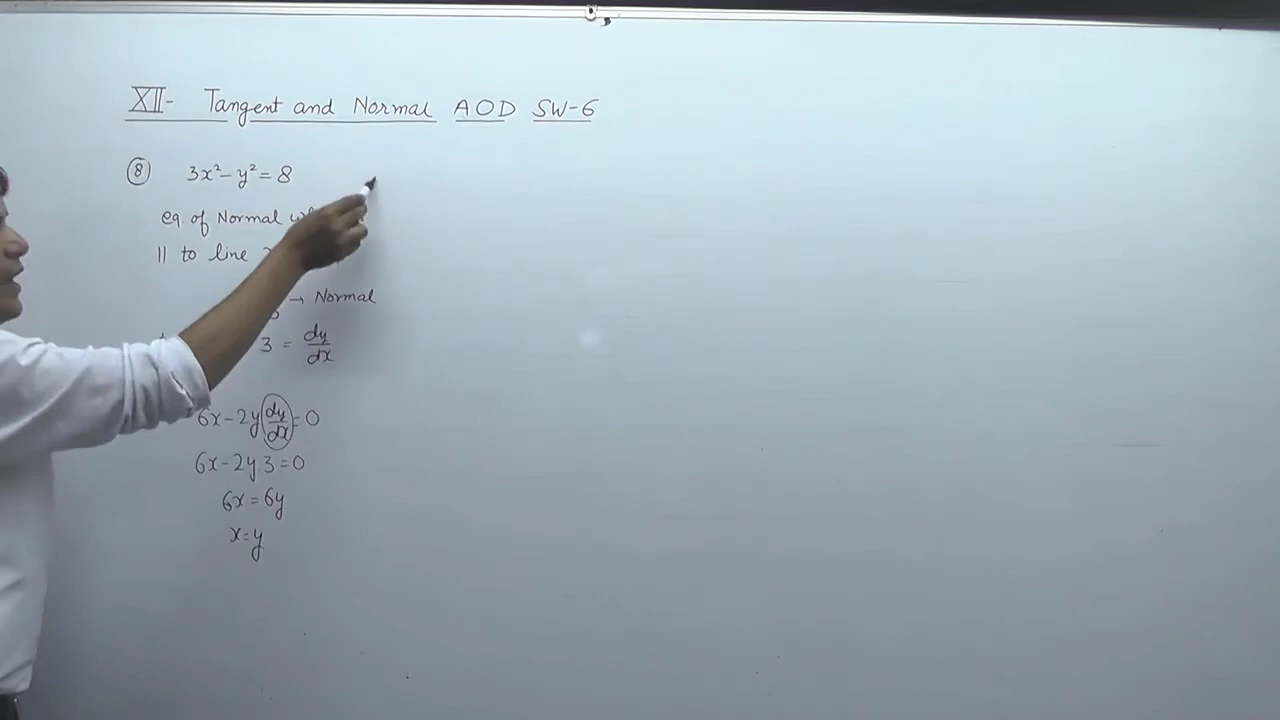 XII- Tangent and Normal AOD SW-6
⑧ 3x² - y² = 8
eq. of Normal
|| to line
→ Normal
3 = dy/dx
6x - 2y dy/dx = 0
6x - 2y 3 = 0
6x = 6y
x = y